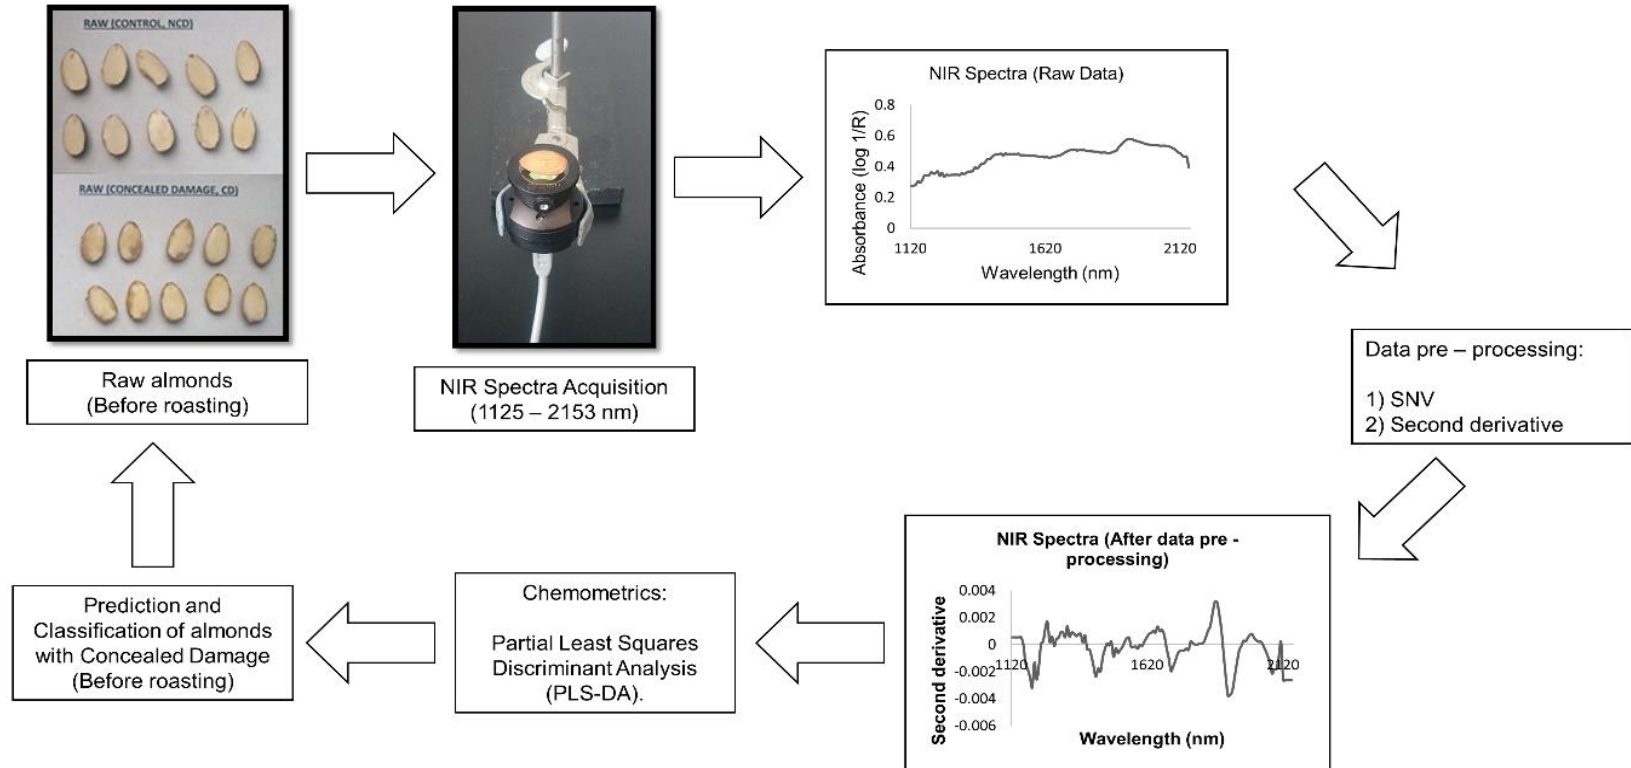 RAW (CONTROL, NCD)
RAW (CONCEALED DAMAGE, CD)
Raw almonds
(Before roasting)
NIR Spectra Acquisition
(1125 – 2153 nm)
NIR Spectra (Raw Data)
Absorbance (log 1/R)
0.8
0.6
0.4
0.2
0
1120
1620
2120
Wavelength (nm)
Data pre – processing:
1) SNV
2) Second derivative
NIR Spectra (After data pre -
processing)
Second derivative
0.004
0.002
0
-0.002
-0.004
-0.006
1120
1620
2120
Wavelength (nm)
Chemometrics:
Partial Least Squares
Discriminant Analysis
(PLS-DA).
Prediction and
Classification of almonds
with Concealed Damage
(Before roasting)